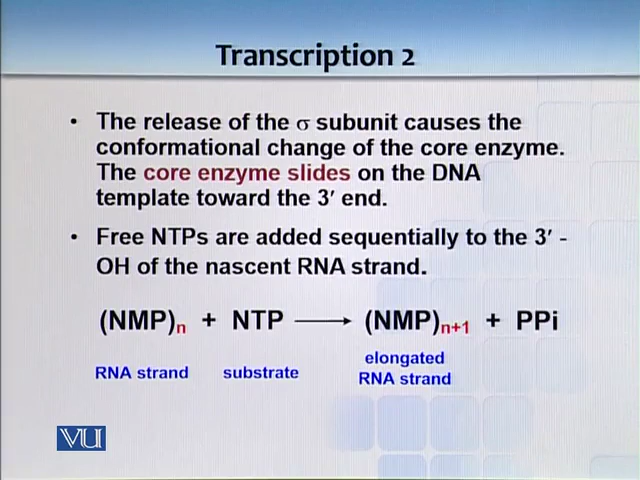 Transcription 2
• The release of the σ subunit causes the
conformational change of the core enzyme.
The core enzyme slides on the DNA
template toward the 3′ end.
• Free NTPs are added sequentially to the 3′ -
OH of the nascent RNA strand.
(NMP)n + NTP ⟶ (NMP)n+1 + PPi
RNA strand substrate elongated
RNA strand
VU